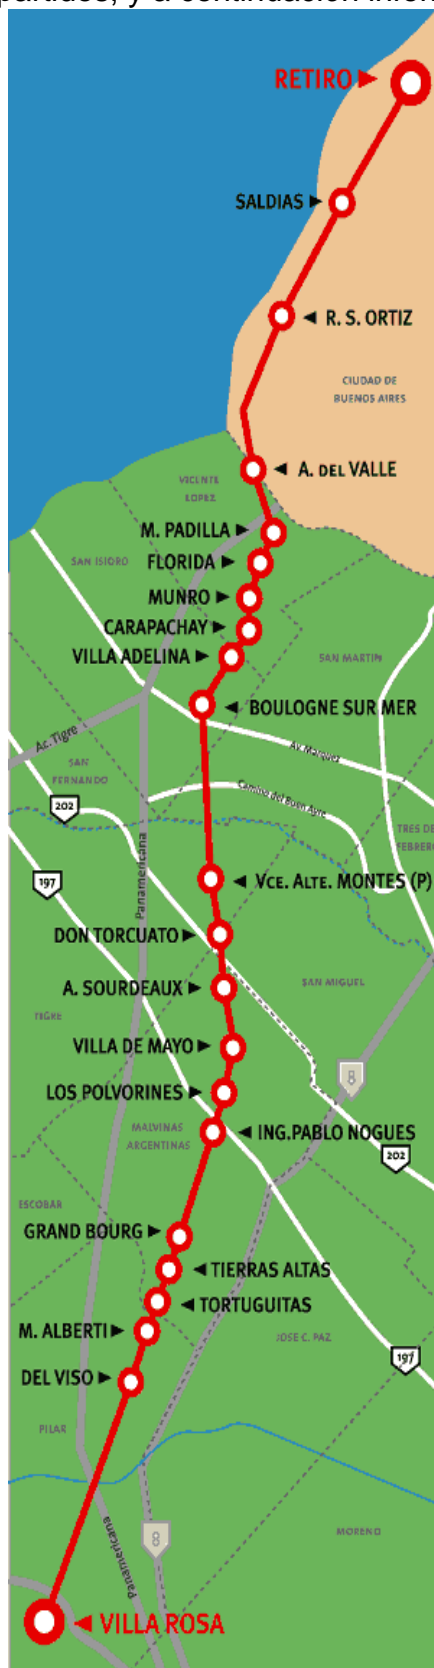 RETIRO
SALDIAS
R. S. ORTIZ
CIUDAD DE
BUENOS AIRES
A. DEL VALLE
VICENTE
LOPEZ
M. PADILLA
FLORIDA
SAN ISIDRO
MUNRO
CARAPACHAY
VILLA ADELINA
SAN MARTIN
BOULOGNE SUR MER
Ac. Tigre
Av. Marquez
SAN
FERNANDO
Camino del Buen Ayre
202
TRES DE
FEBRERO
Panamericana
197
VCE. ALTE. MONTES (P)
DON TORCUATO
A. SOURDEAUX
SAN MIGUEL
TIGRE
VILLA DE MAYO
8
LOS POLVORINES
MALVINAS
ARGENTINAS
ING.PABLO NOGUES
202
ESCOBAR
GRAND BOURG
TIERRAS ALTAS
TORTUGUITAS
M. ALBERTI
JOSE C. PAZ
197
DEL VISO
PILAR
Panamericana
8
MORENO
VILLA ROSA